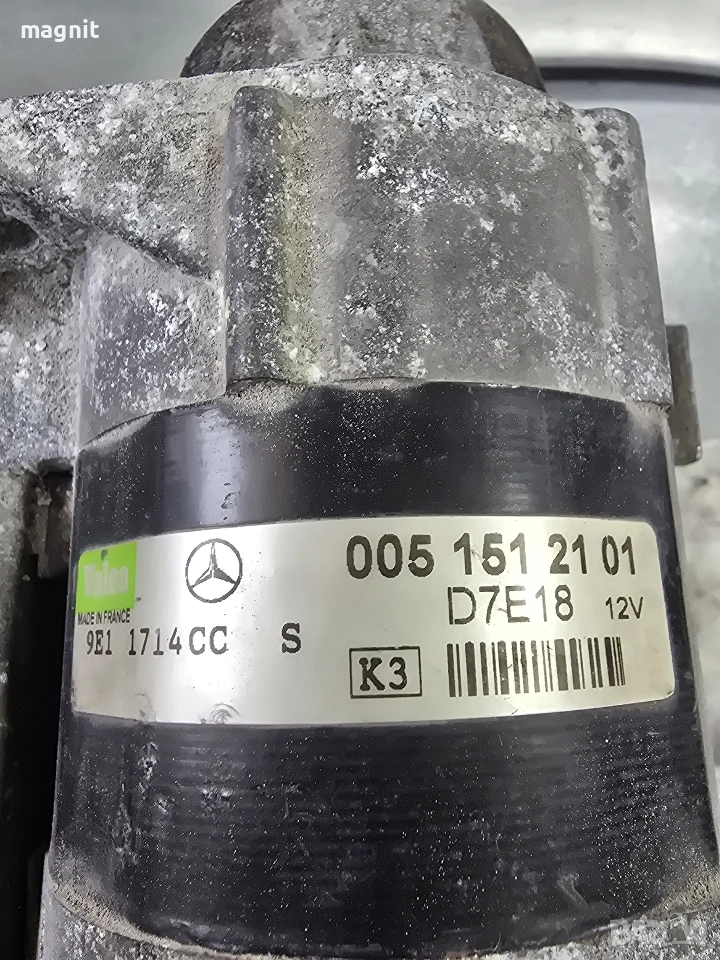 magnit
Valeo
005 151 21 01
MADE IN FRANCE
D7E18 12V
9E1 1714CC S
K3